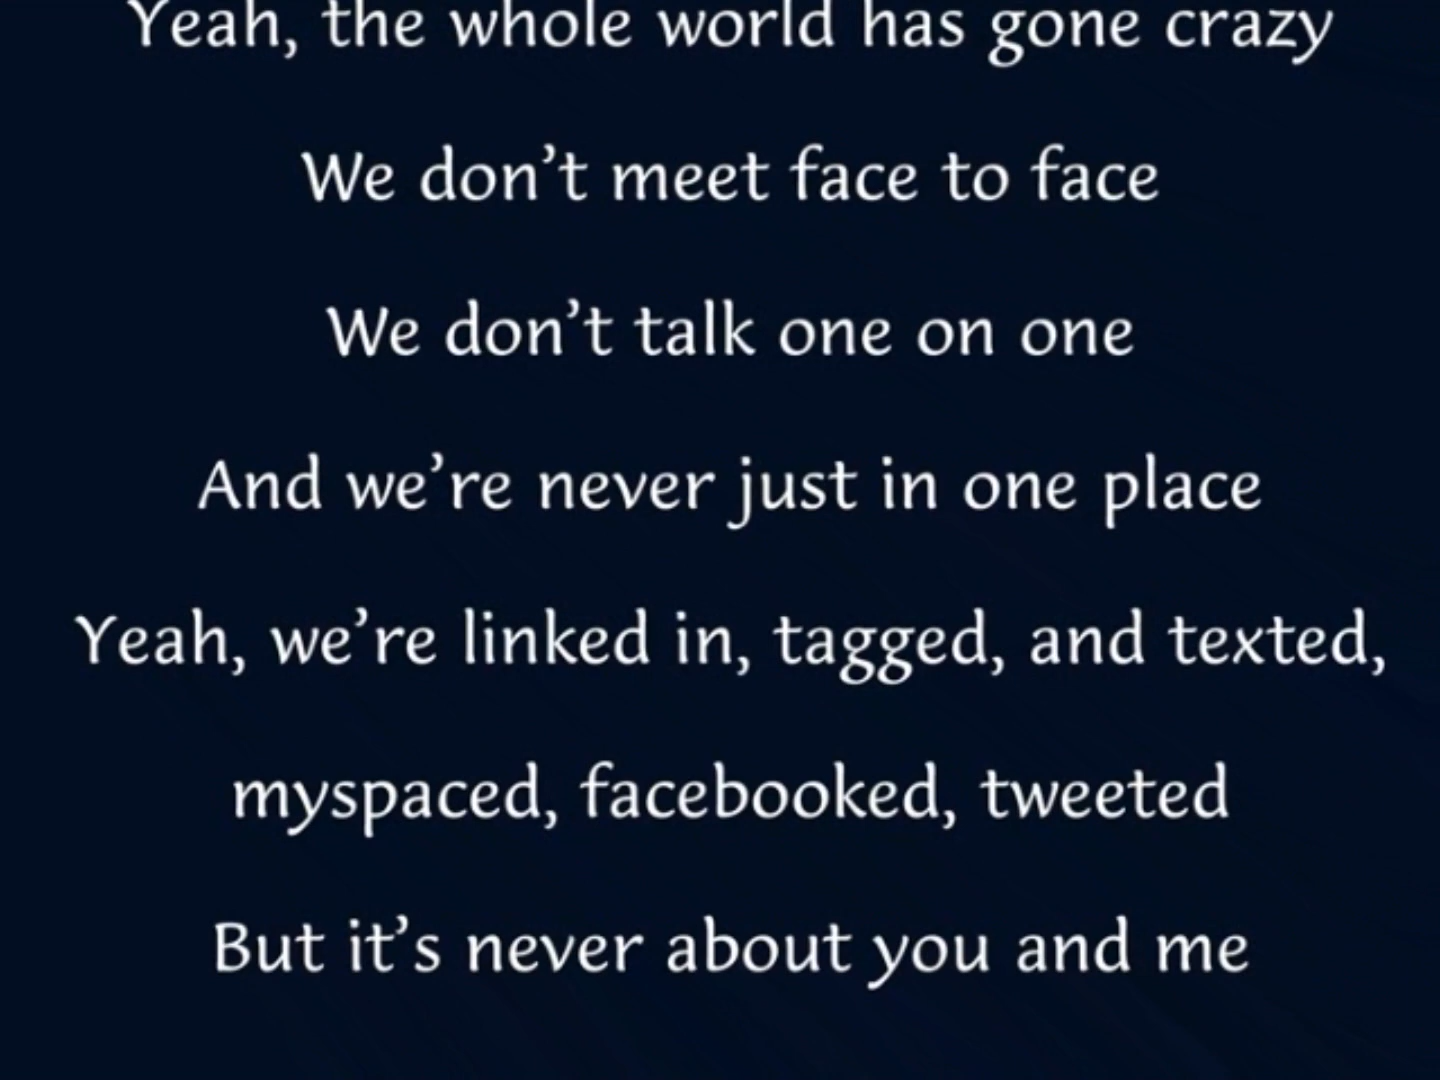 Yeah, the whole world has gone crazy
We don’t meet face to face
We don’t talk one on one
And we’re never just in one place
Yeah, we’re linked in, tagged, and texted,
myspaced, facebooked, tweeted
But it’s never about you and me